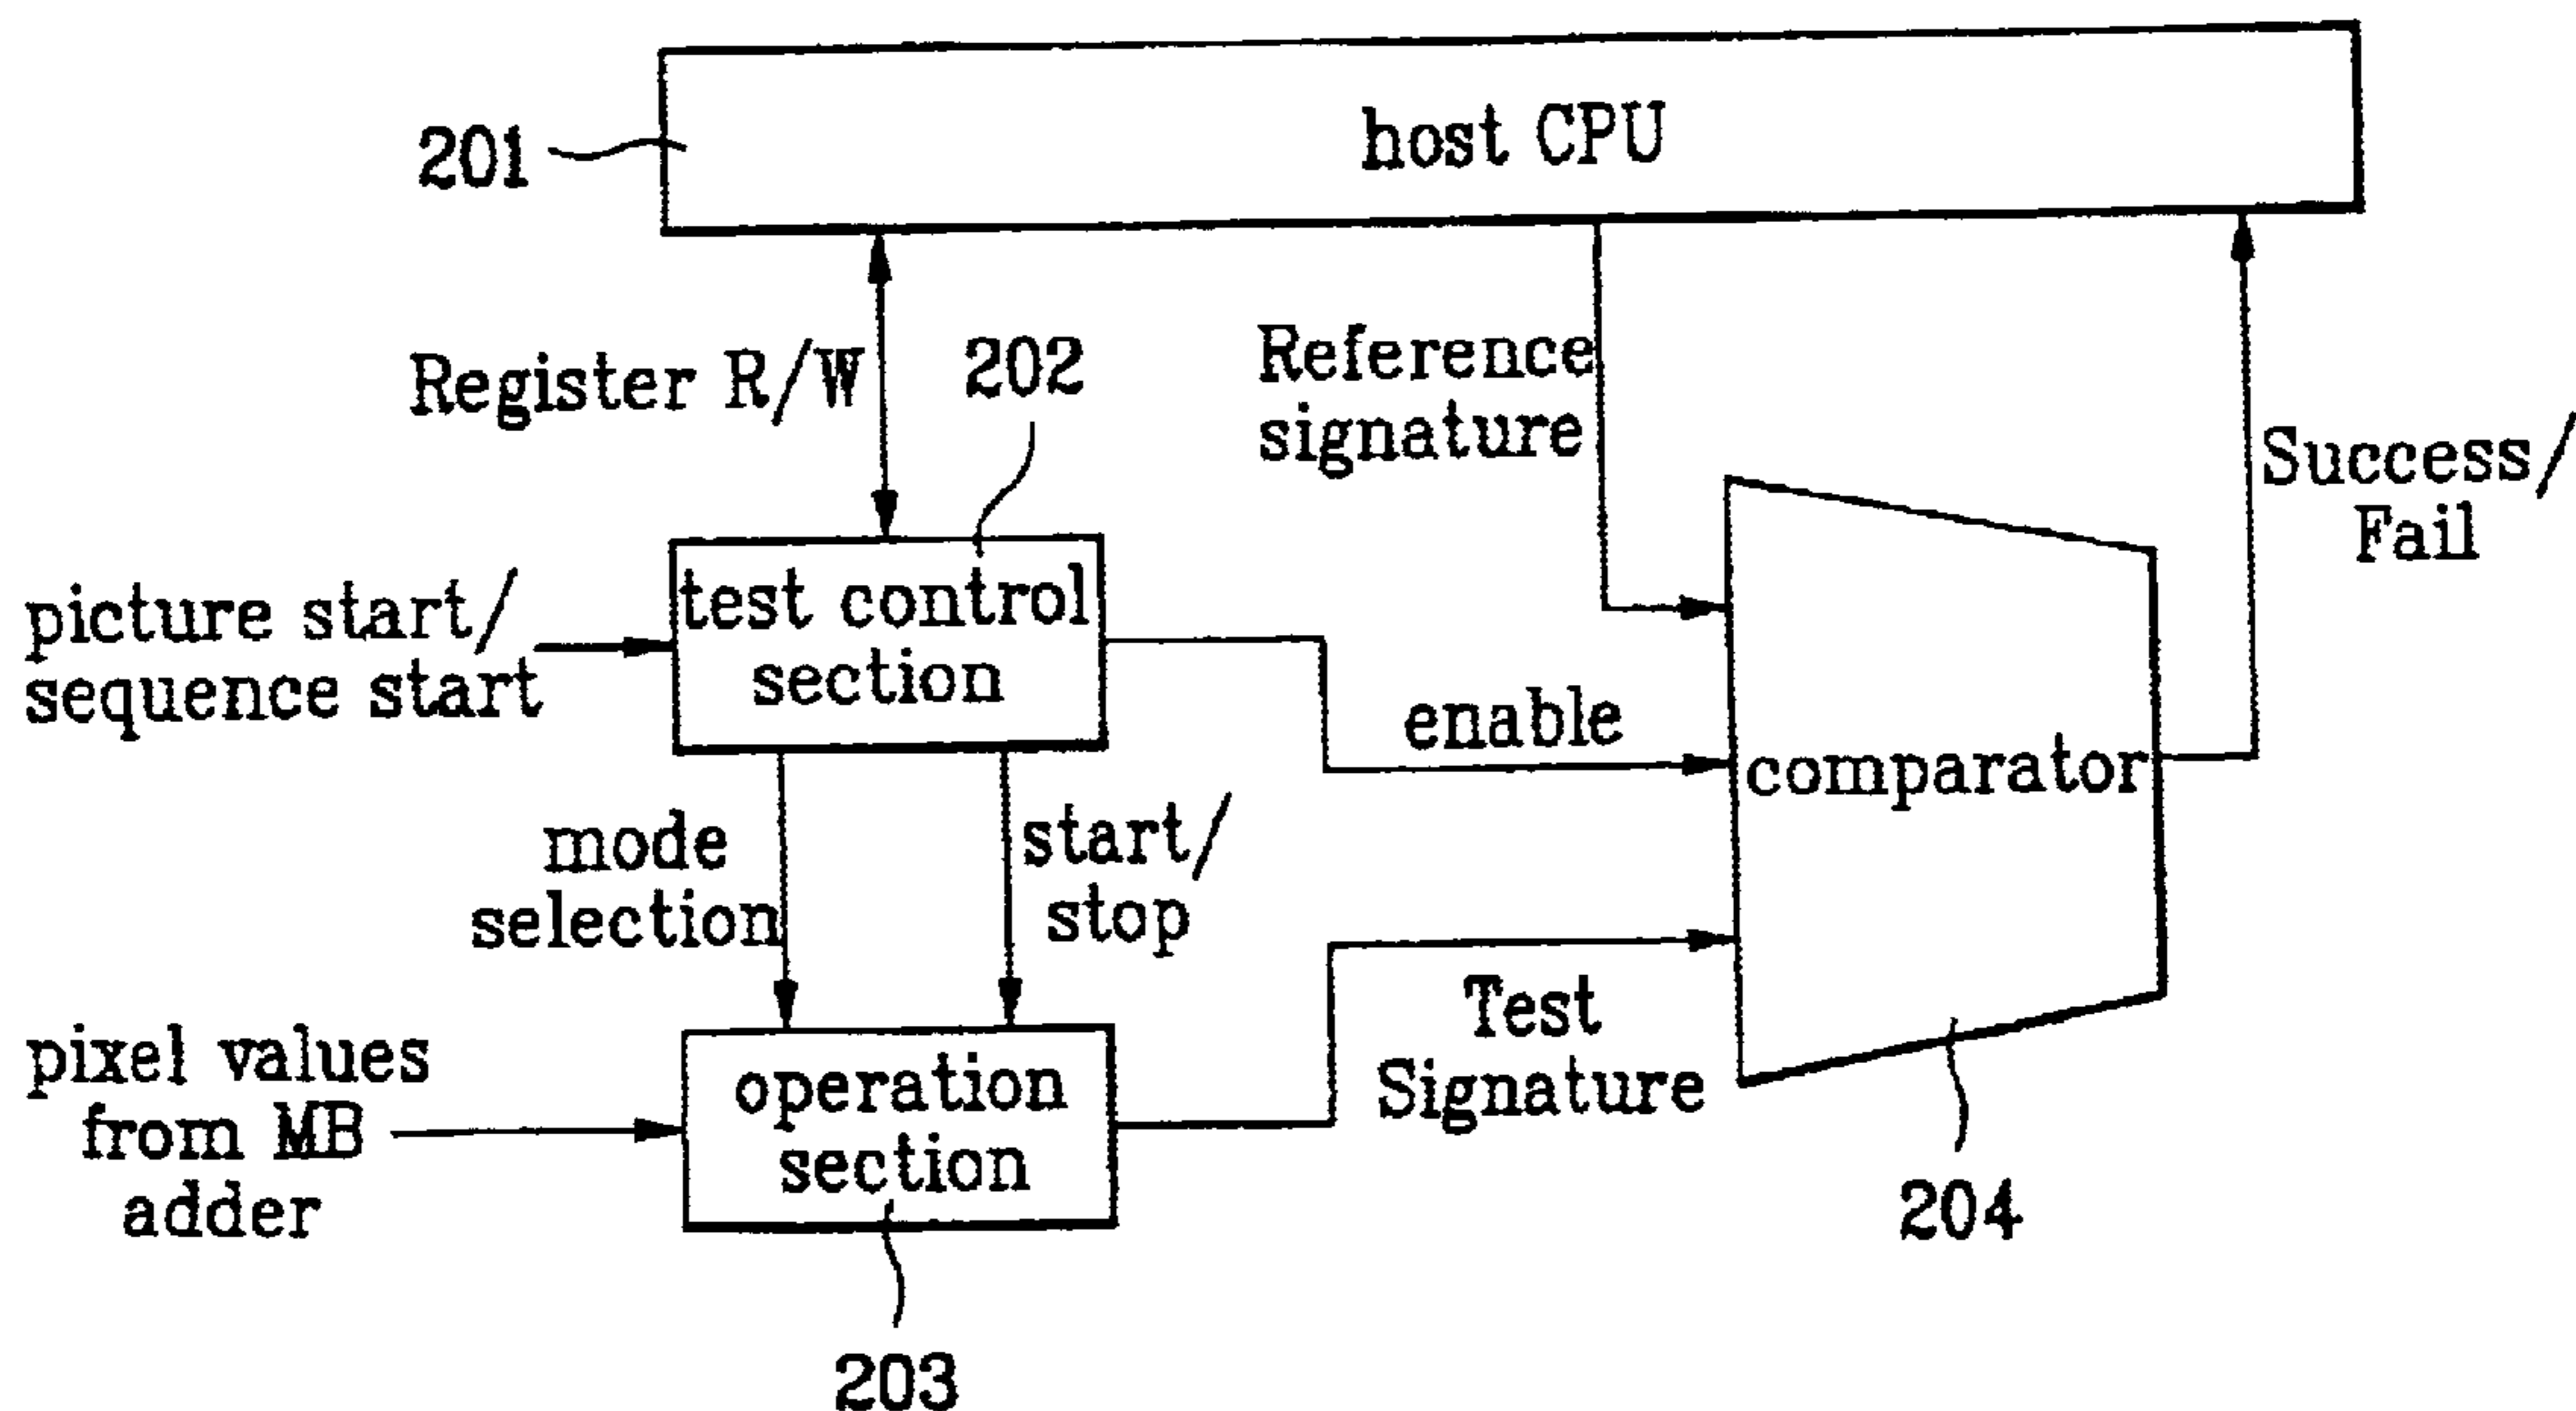 host CPU
201
Register R/W
202
Reference
signature
Success/
Fail
picture start/
sequence start
test control
section
enable
comparator
mode
selection
start/
stop
pixel values
from MB
adder
operation
section
Test
Signature
204
203